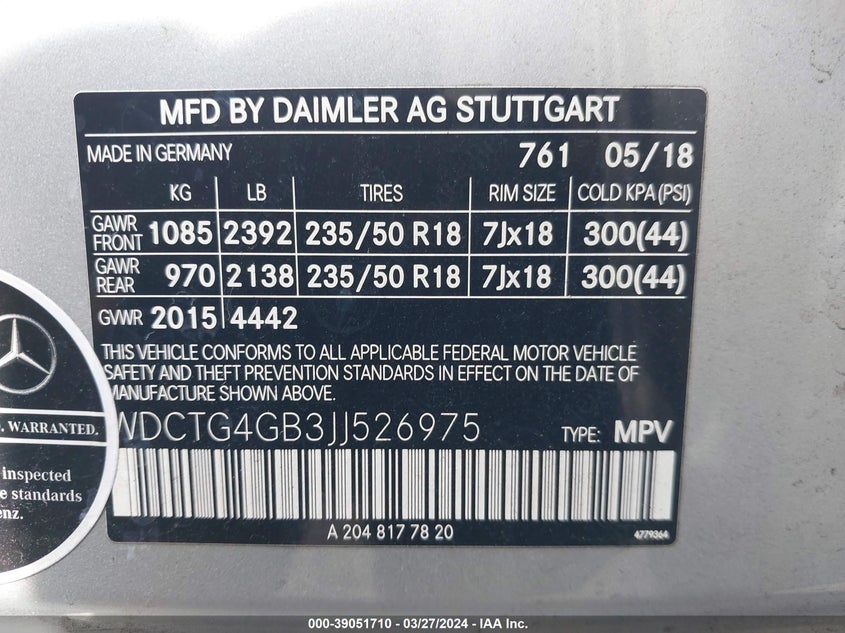 MFD BY DAIMLER AG STUTTGART
MADE IN GERMANY 761 05/18
KG LB TIRES RIM SIZE COLD KPA(PSI)
GAWR FRONT 1085 2392 235/50 R18 7Jx18 300(44)
GAWR REAR 970 2138 235/50 R18 7Jx18 300(44)
GVWR 2015 4442
THIS VEHICLE CONFORMS TO ALL APPLICABLE FEDERAL MOTOR VEHICLE
SAFETY AND THEFT PREVENTION STANDARDS IN EFFECT ON THE DATE OF
MANUFACTURE SHOWN ABOVE.
WDCTG4GB3JJ526975 TYPE: MPV
A 204 817 78 20 4779364
. WARRANTED.
inspected
e standards
enz.
000-39051710 - 03/27/2024 - IAA Inc.